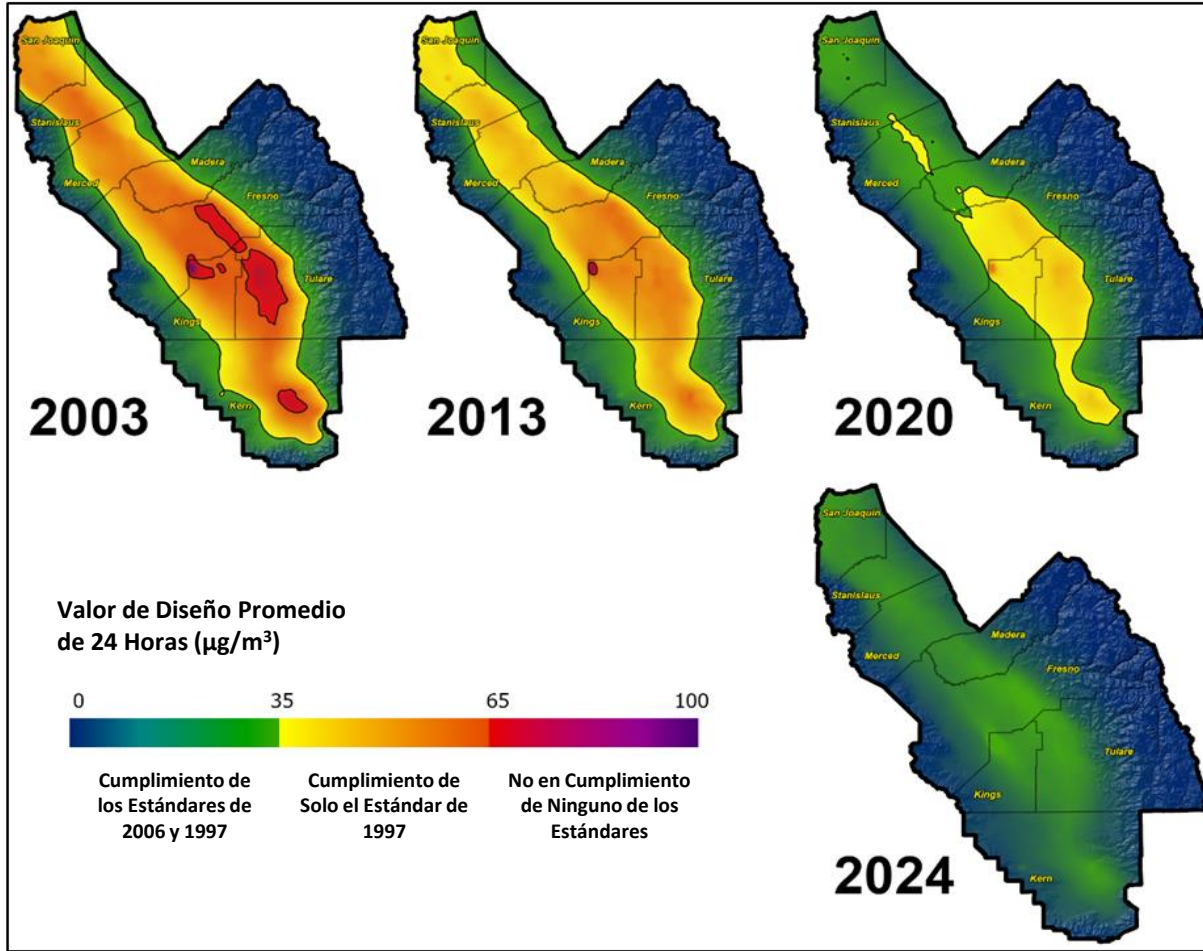 San Joaquin
Stanislaus
Merced
Madera
Fresno
Tulare
Kings
Kern
2003
San Joaquin
Stanislaus
Merced
Madera
Fresno
Tulare
Kings
Kern
2013
San Joaquin
Stanislaus
Merced
Madera
Fresno
Tulare
Kings
Kern
2020
San Joaquin
Stanislaus
Merced
Madera
Fresno
Tulare
Kings
Kern
2024
Valor de Diseño Promedio
de 24 Horas (µg/m³)
0 35 65 100
Cumplimiento de
los Estándares de
2006 y 1997
Cumplimiento de
Solo el Estándar de
1997
No en Cumplimiento
de Ninguno de los
Estándares